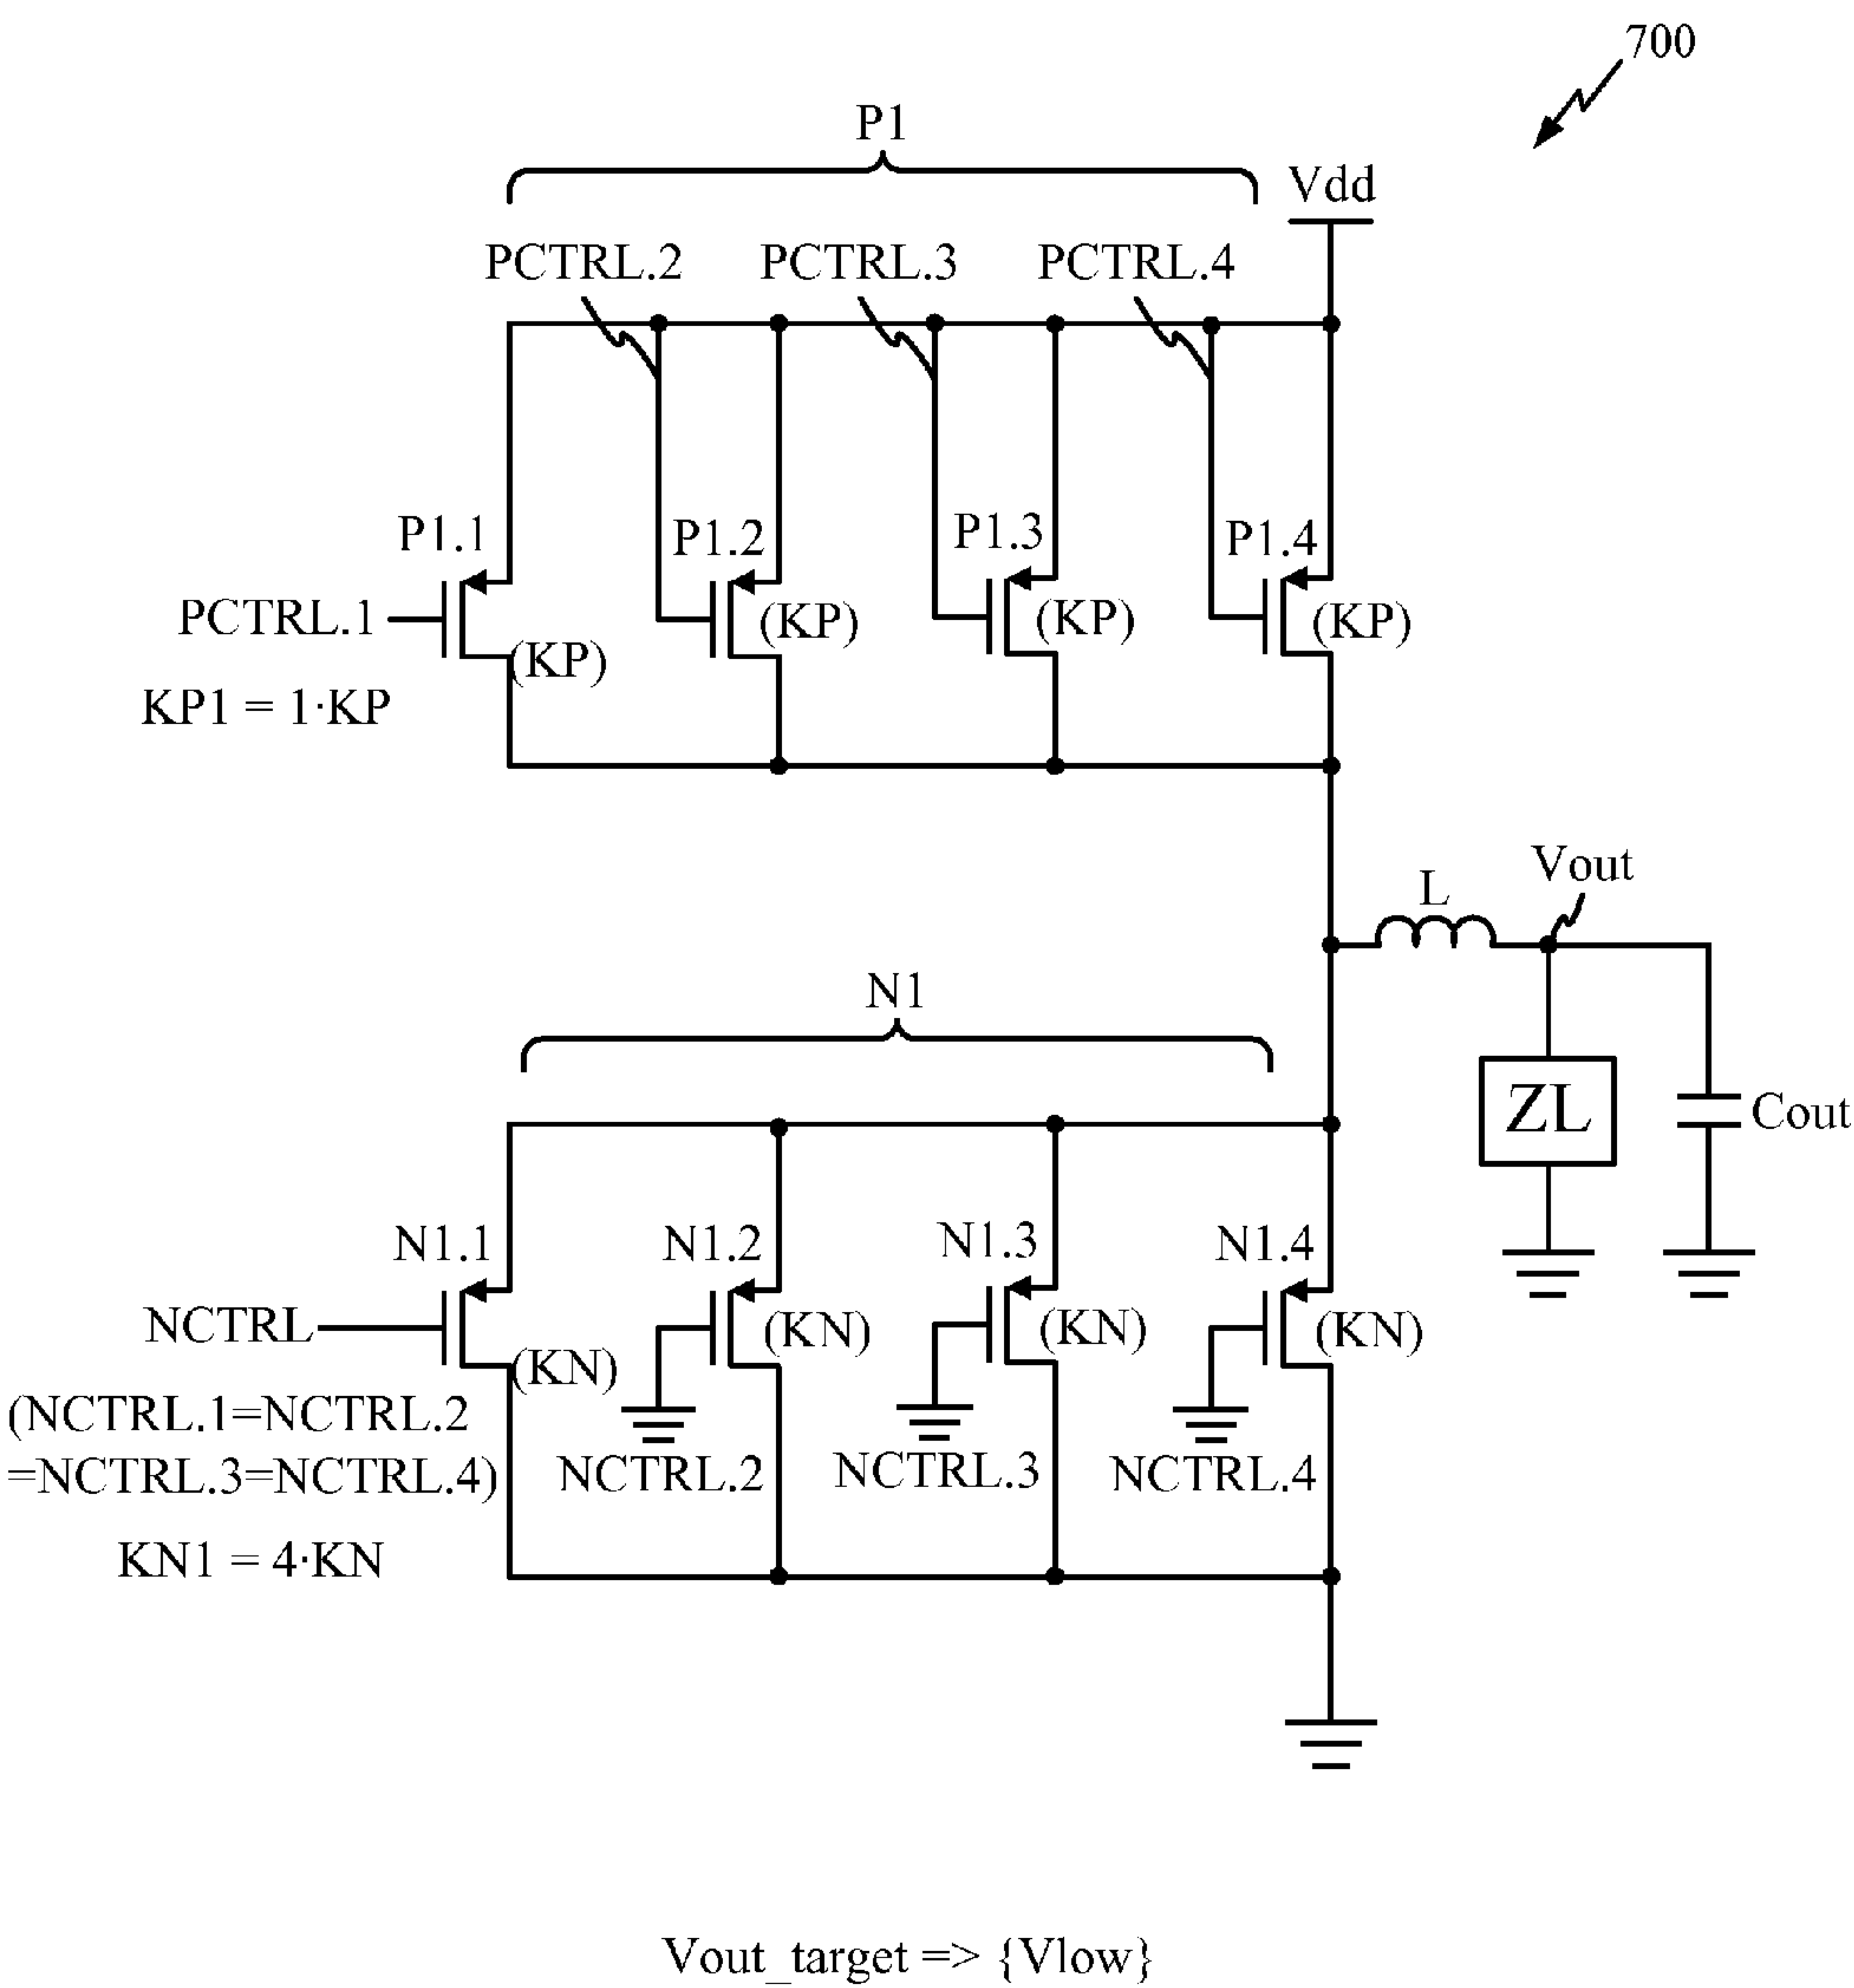 700
P1
Vdd
PCTRL.2
PCTRL.3
PCTRL.4
P1.1
P1.2
P1.3
P1.4
PCTRL.1
(KP)
(KP)
(KP)
(KP)
KP1 = 1·KP
Vout
L
N1
ZL
Cout
N1.1
N1.2
N1.3
N1.4
NCTRL
(KN)
(KN)
(KN)
(KN)
(NCTRL.1=NCTRL.2
=NCTRL.3=NCTRL.4)
NCTRL.2
NCTRL.3
NCTRL.4
KN1 = 4·KN
Vout_target => {Vlow}